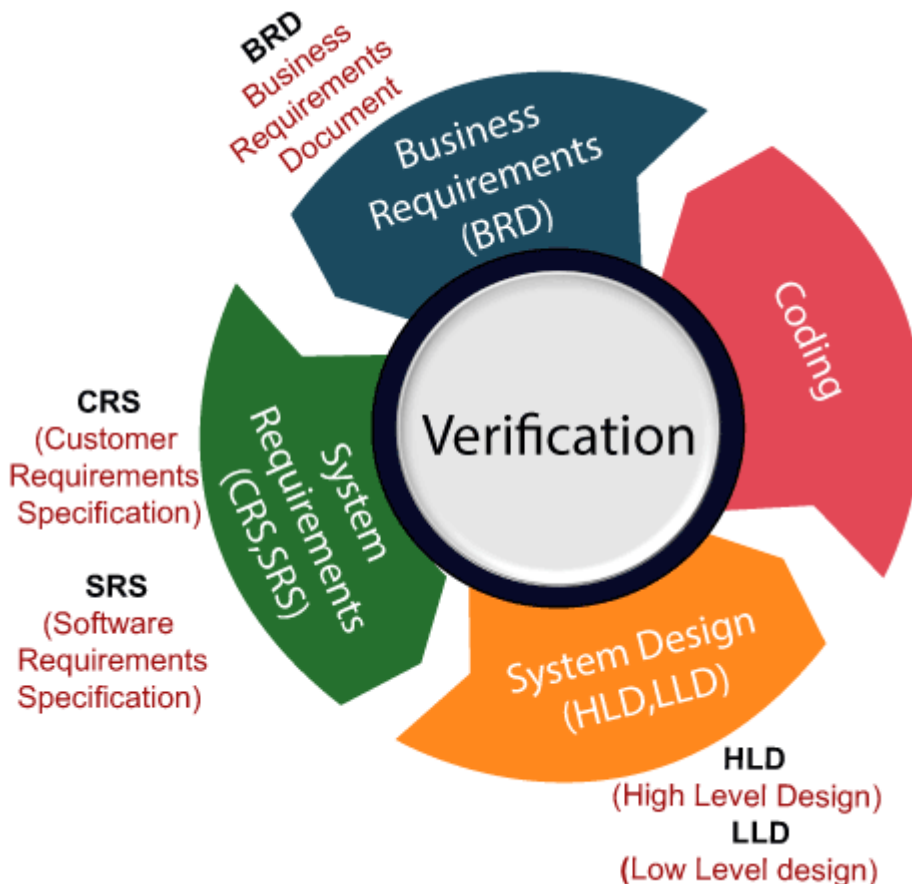 BRD
Business
Requirements
Document
Business
Requirements
(BRD)
Coding
Verification
CRS
(Customer
Requirements
Specification)
SRS
(Software
Requirements
Specification)
System
Requirements
(CRS,SRS)
System Design
(HLD,LLD)
HLD
(High Level Design)
LLD
(Low Level design)